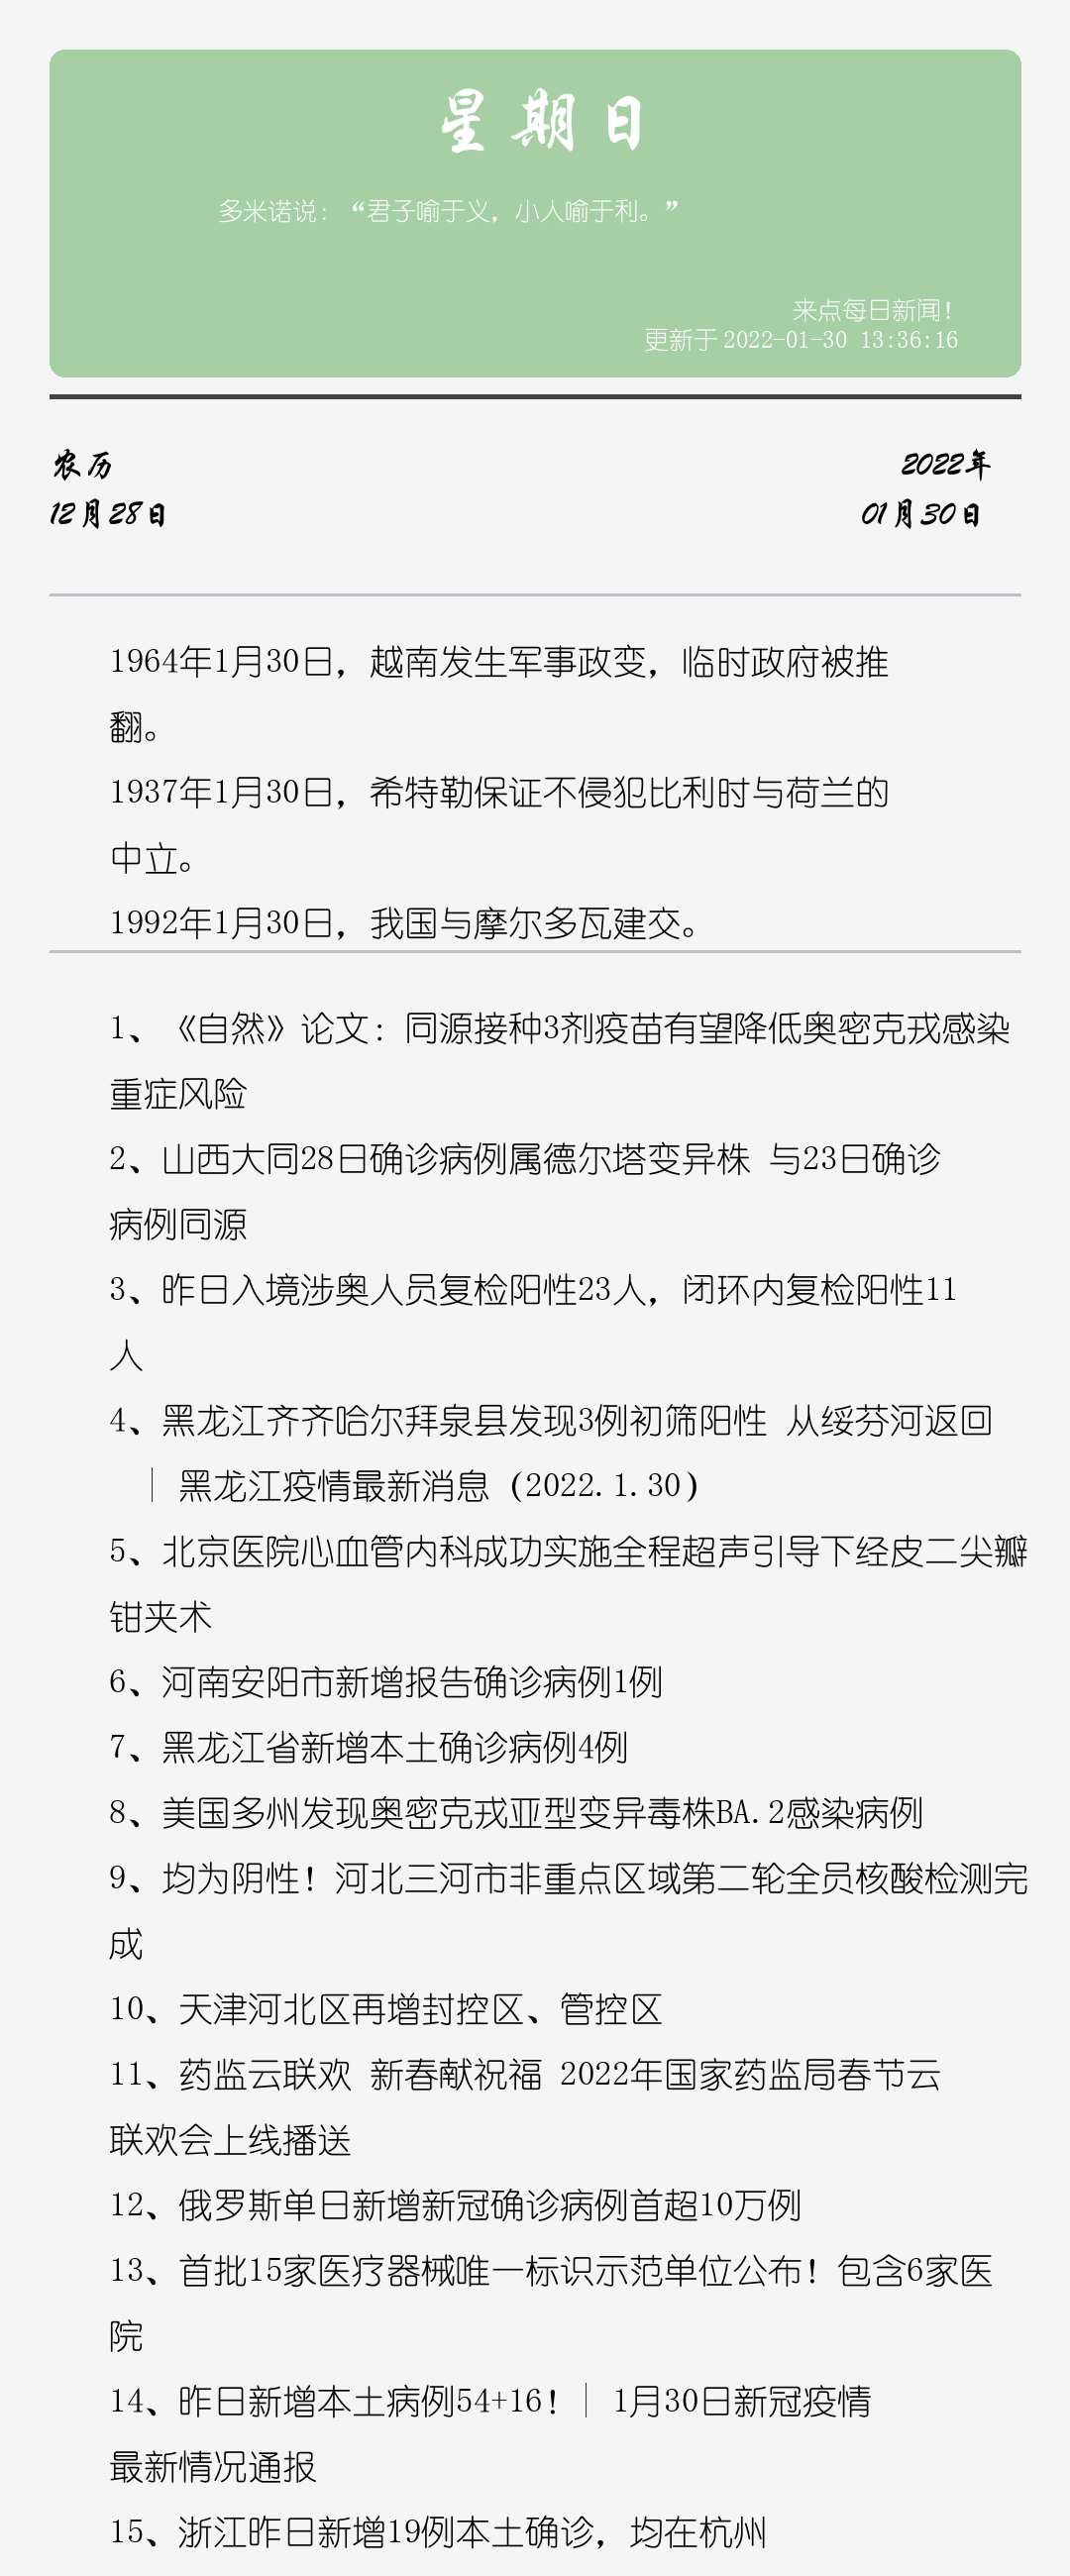 星期日
多米诺说：“君子喻于义，小人喻于利。”
来点每日新闻！
更新于2022-01-30 13:36:16
农历
2022年
12月28日
01月30日
1964年1月30日，越南发生军事政变，临时政府被推
翻。
1937年1月30日，希特勒保证不侵犯比利时与荷兰的
中立。
1992年1月30日，我国与摩尔多瓦建交。
1、《自然》论文：同源接种3剂疫苗有望降低奥密克戎感染
重症风险
2、山西大同28日确诊病例属德尔塔变异株 与23日确诊
病例同源
3、昨日入境涉奥人员复检阳性23人，闭环内复检阳性11
人
4、黑龙江齐齐哈尔拜泉县发现3例初筛阳性 从绥芬河返回
｜黑龙江疫情最新消息（2022.1.30）
5、北京医院心血管内科成功实施全程超声引导下经皮二尖瓣
钳夹术
6、河南安阳市新增报告确诊病例1例
7、黑龙江省新增本土确诊病例4例
8、美国多州发现奥密克戎亚型变异毒株BA.2感染病例
9、均为阴性！河北三河市非重点区域第二轮全员核酸检测完
成
10、天津河北区再增封控区、管控区
11、药监云联欢 新春献祝福 2022年国家药监局春节云
联欢会上线播送
12、俄罗斯单日新增新冠确诊病例首超10万例
13、首批15家医疗器械唯一标识示范单位公布！包含6家医
院
14、昨日新增本土病例54+16！｜1月30日新冠疫情
最新情况通报
15、浙江昨日新增19例本土确诊，均在杭州